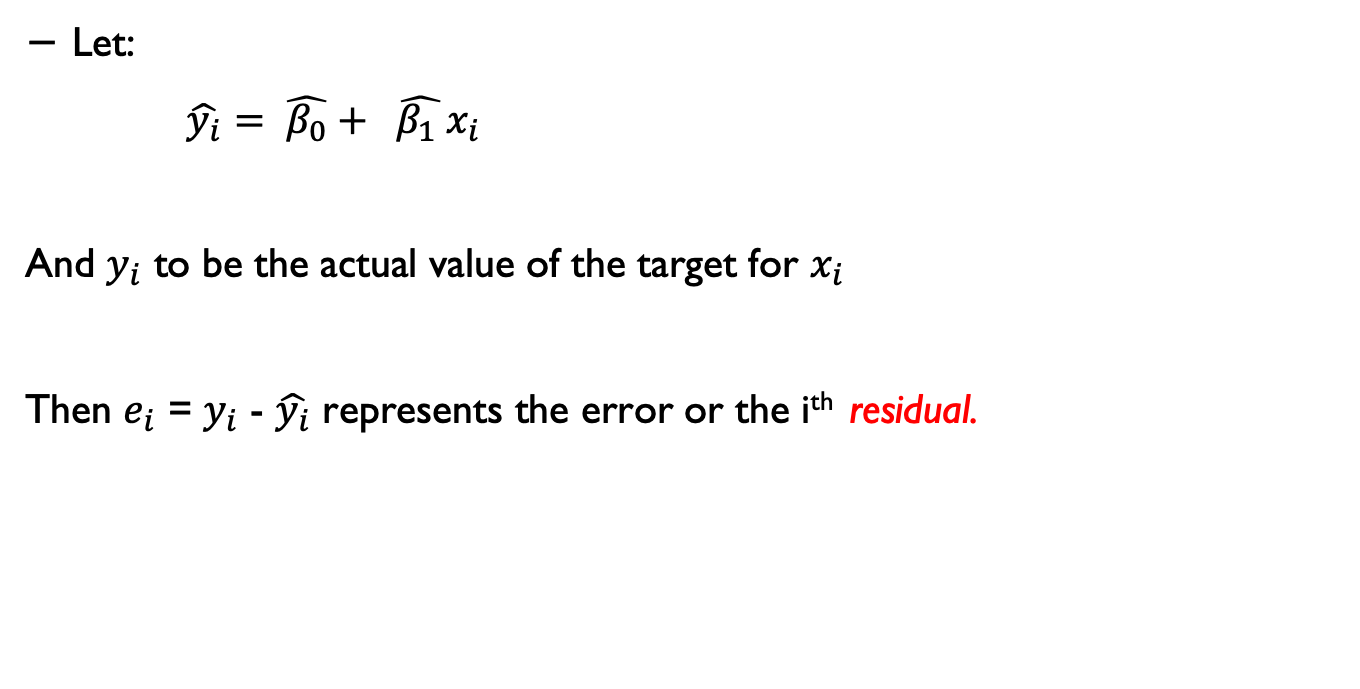 – Let:
ŷᵢ = β̂₀ + β̂₁ xᵢ
And yᵢ to be the actual value of the target for xᵢ
Then eᵢ = yᵢ - ŷᵢ represents the error or the iᵗʰ residual.